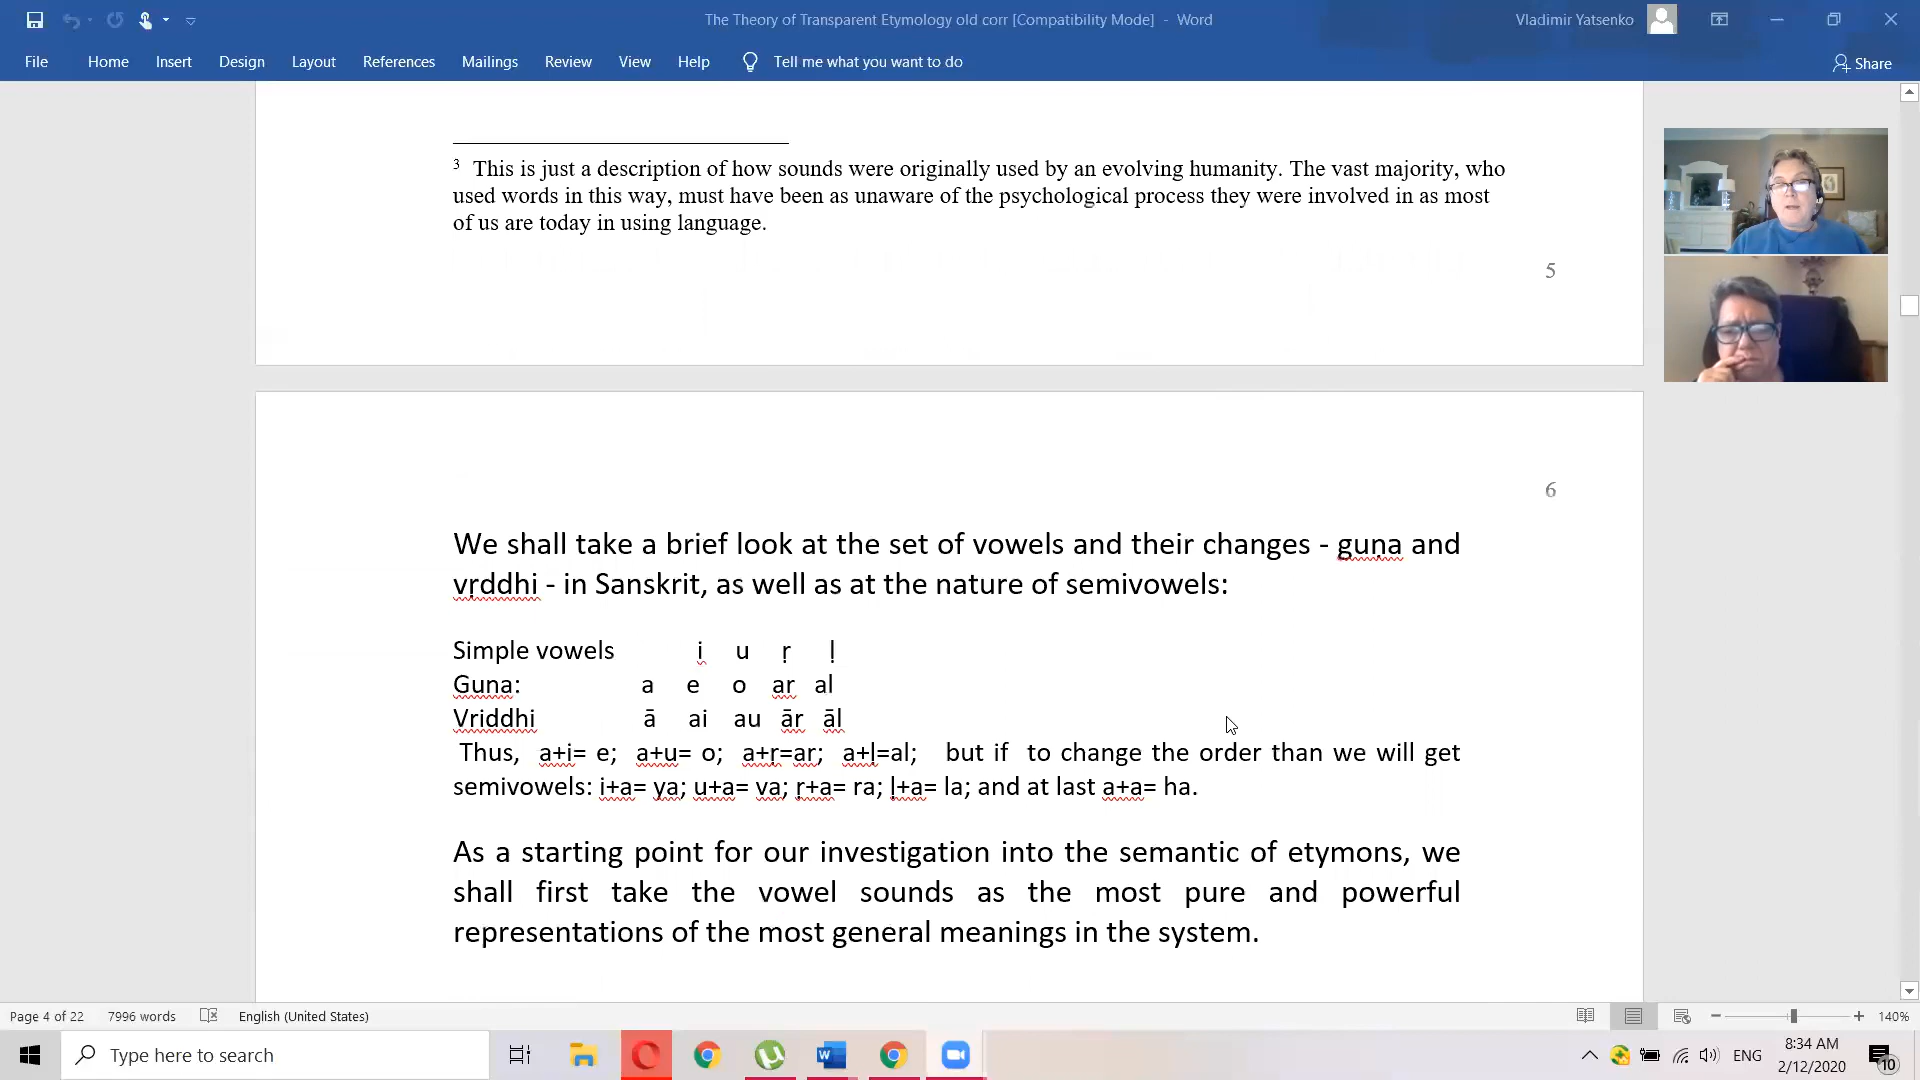 The Theory of Transparent Etymology old corr [Compatibility Mode] - Word
Vladimir Yatsenko
File Home Insert Design Layout References Mailings Review View Help Tell me what you want to do
Share
3 This is just a description of how sounds were originally used by an evolving humanity. The vast majority, who
used words in this way, must have been as unaware of the psychological process they were involved in as most
of us are today in using language.
5
6
We shall take a brief look at the set of vowels and their changes - guṇa and
vṛddhi - in Sanskrit, as well as at the nature of semivowels:
Simple vowels i u ṛ ḷ
Guna: a e o ar al
Vriddhi ā ai au ār āl
Thus, a+i= e; a+u= o; a+ṛ=ar; a+ḷ=al; but if to change the order than we will get
semivowels: i+a= ya; u+a= va; ṛ+a= ra; ḷ+a= la; and at last a+a= ha.
As a starting point for our investigation into the semantic of etymons, we
shall first take the vowel sounds as the most pure and powerful
representations of the most general meanings in the system.
Page 4 of 22 7996 words English (United States) 140%
Type here to search
ENG
8:34 AM
2/12/2020
10